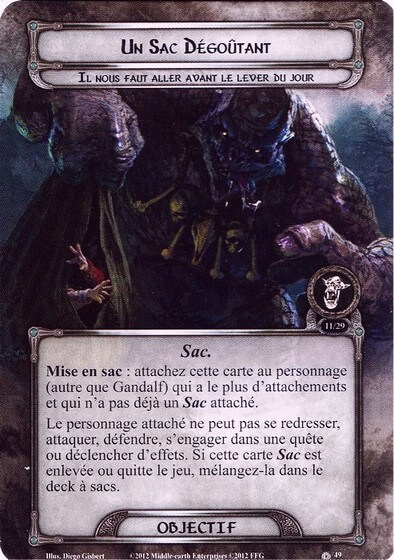 Un Sac Dégoûtant
Il nous faut aller avant le lever du jour
11/29
Sac.
Mise en sac : attachez cette carte au personnage
(autre que Gandalf) qui a le plus d'attachements
et qui n'a pas déjà un Sac attaché.
Le personnage attaché ne peut pas se redresser,
attaquer, défendre, s'engager dans une quête
ou déclencher d'effets. Si cette carte Sac est
enlevée ou quitte le jeu, mélangez-la dans le
deck à sacs.
OBJECTIF
Illus. Diego Gisbert ©2012 Middle-earth Enterprises ©2012 FFG 49